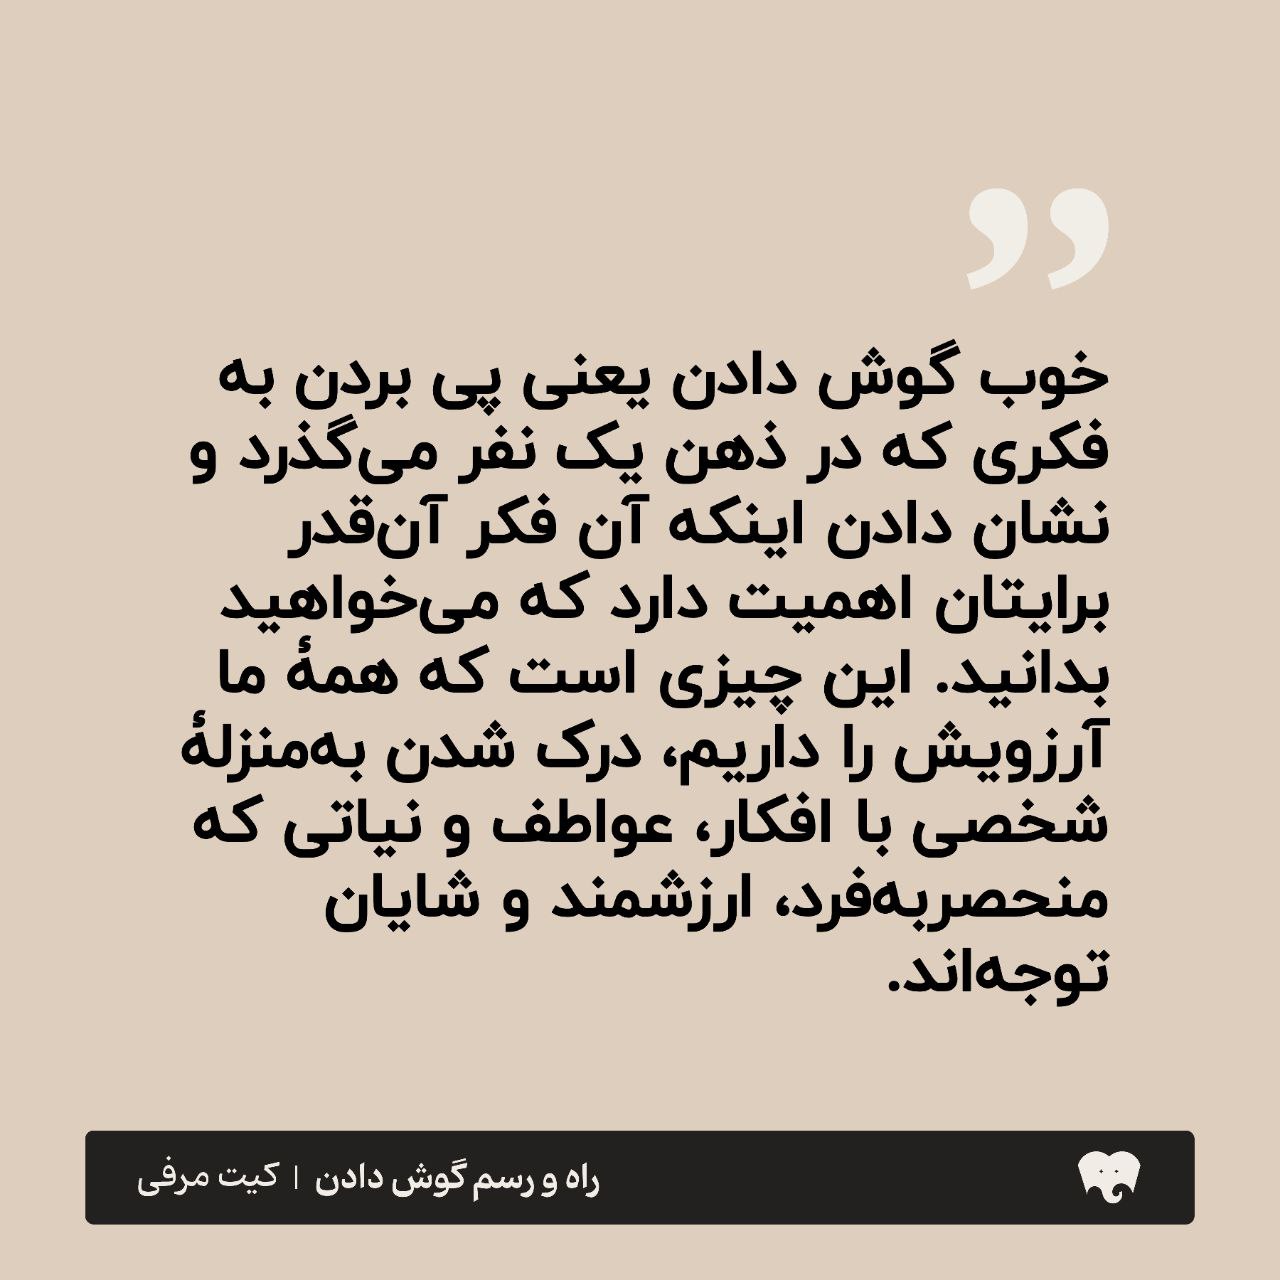 ”
خوب گوش دادن یعنی پی بردن به
فکری که در ذهن یک نفر می‌گذرد و
نشان دادن اینکه آن فکر آن‌قدر
برایتان اهمیت دارد که می‌خواهید
بدانید. این چیزی است که همهٔ ما
آرزویش را داریم، درک شدن به‌منزلهٔ
شخصی با افکار، عواطف و نیاتی که
منحصربه‌فرد، ارزشمند و شایان
توجه‌اند.
راه و رسم گوش دادن | کیت مرفی